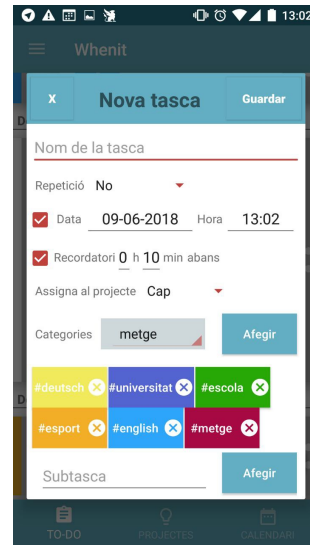 13:02
Whenit
X Nova tasca Guardar
Nom de la tasca
Repetició No
Data 09-06-2018 Hora 13:02
Recordatori 0 h 10 min abans
Assigna al projecte Cap
Categories metge Afegir
#deutsch #universitat #escola
#esport #english #metge
Subtasca Afegir
TO-DO PROJECTES CALENDARI